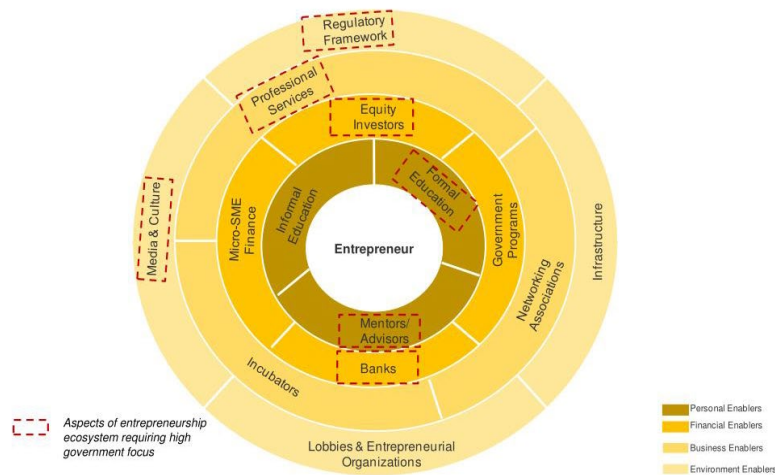 Regulatory
Framework
Professional
Services
Equity
Investors
Formal
Education
Informal
Education
Micro-SME
Finance
Government
Programs
Media & Culture
Infrastructure
Entrepreneur
Networking
Associations
Mentors/
Advisors
Banks
Incubators
Lobbies & Entrepreneurial
Organizations
Aspects of entrepreneurship
ecosystem requiring high
government focus
Personal Enablers
Financial Enablers
Business Enablers
Environment Enablers